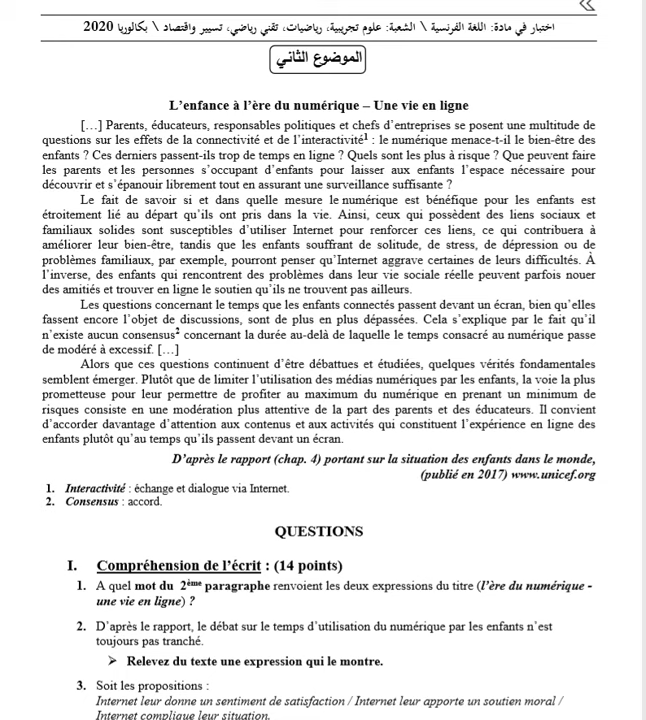 اختبار في مادة: اللغة الفرنسية \ الشعبة: علوم تجريبية، رياضيات، تقني رياضي، تسيير واقتصاد \ بكالوريا 2020
الموضوع الثاني
L’enfance à l’ère du numérique – Une vie en ligne
[…] Parents, éducateurs, responsables politiques et chefs d’entreprises se posent une multitude de
questions sur les effets de la connectivité et de l’interactivité¹ : le numérique menace-t-il le bien-être des
enfants ? Ces derniers passent-ils trop de temps en ligne ? Quels sont les plus à risque ? Que peuvent faire
les parents et les personnes s’occupant d’enfants pour laisser aux enfants l’espace nécessaire pour
découvrir et s’épanouir librement tout en assurant une surveillance suffisante ?
Le fait de savoir si et dans quelle mesure le numérique est bénéfique pour les enfants est
étroitement lié au départ qu’ils ont pris dans la vie. Ainsi, ceux qui possèdent des liens sociaux et
familiaux solides sont susceptibles d’utiliser Internet pour renforcer ces liens, ce qui contribuera à
améliorer leur bien-être, tandis que les enfants souffrant de solitude, de stress, de dépression ou de
problèmes familiaux, par exemple, pourront penser qu’Internet aggrave certaines de leurs difficultés. À
l’inverse, des enfants qui rencontrent des problèmes dans leur vie sociale réelle peuvent parfois nouer
des amitiés et trouver en ligne le soutien qu’ils ne trouvent pas ailleurs.
Les questions concernant le temps que les enfants connectés passent devant un écran, bien qu’elles
fassent encore l’objet de discussions, sont de plus en plus dépassées. Cela s’explique par le fait qu’il
n’existe aucun consensus² concernant la durée au-delà de laquelle le temps consacré au numérique passe
de modéré à excessif. […]
Alors que ces questions continuent d’être débattues et étudiées, quelques vérités fondamentales
semblent émerger. Plutôt que de limiter l’utilisation des médias numériques par les enfants, la voie la plus
prometteuse pour leur permettre de profiter au maximum du numérique en prenant un minimum de
risques consiste en une modération plus attentive de la part des parents et des éducateurs. Il convient
d’accorder davantage d’attention aux contenus et aux activités qui constituent l’expérience en ligne des
enfants plutôt qu’au temps qu’ils passent devant un écran.
D’après le rapport (chap. 4) portant sur la situation des enfants dans le monde,
(publié en 2017) www.unicef.org
1. Interactivité : échange et dialogue via Internet.
2. Consensus : accord.
QUESTIONS
I. Compréhension de l’écrit : (14 points)
1. A quel mot du 2ème paragraphe renvoient les deux expressions du titre (l’ère du numérique -
une vie en ligne) ?
2. D’après le rapport, le débat sur le temps d’utilisation du numérique par les enfants n’est
toujours pas tranché.
➢ Relevez du texte une expression qui le montre.
3. Soit les propositions :
Internet leur donne un sentiment de satisfaction / Internet leur apporte un soutien moral /
Internet complique leur situation.